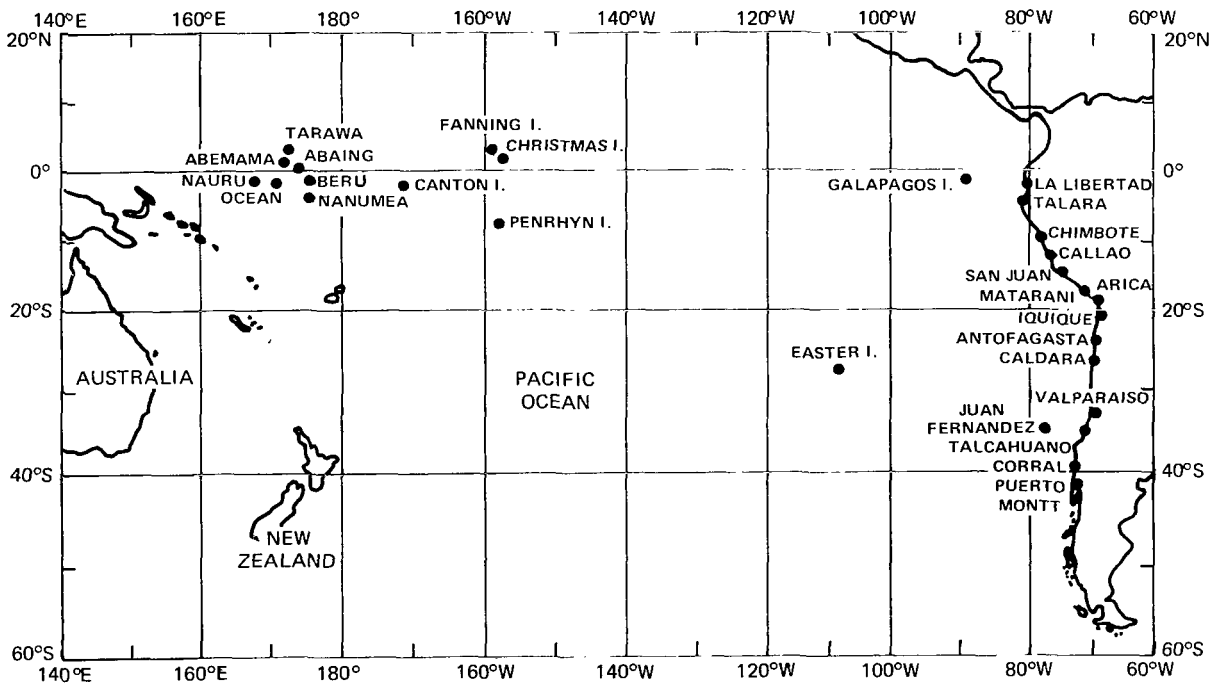 140°E 160°E 180° 160°W 140°W 120°W 100°W 80°W 60°W
20°N 20°N
TARAWA
FANNING I.
CHRISTMAS I.
ABEMAMA ABAING
0° 0°
NAURU BERU CANTON I. GALAPAGOS I. LA LIBERTAD
OCEAN NANUMEA TALARA
PENRHYN I.
CHIMBOTE
CALLAO
SAN JUAN ARICA
MATARANI
20°S IQUIQUE 20°S
ANTOFAGASTA
EASTER I. CALDARA
AUSTRALIA
PACIFIC
OCEAN
VALPARAISO
JUAN
FERNANDEZ
TALCAHUANO
40°S CORRAL 40°S
PUERTO
MONTT
NEW
ZEALAND
60°S 60°S
140°E 160°E 180° 160°W 140°W 120°W 100°W 80°W 60°W